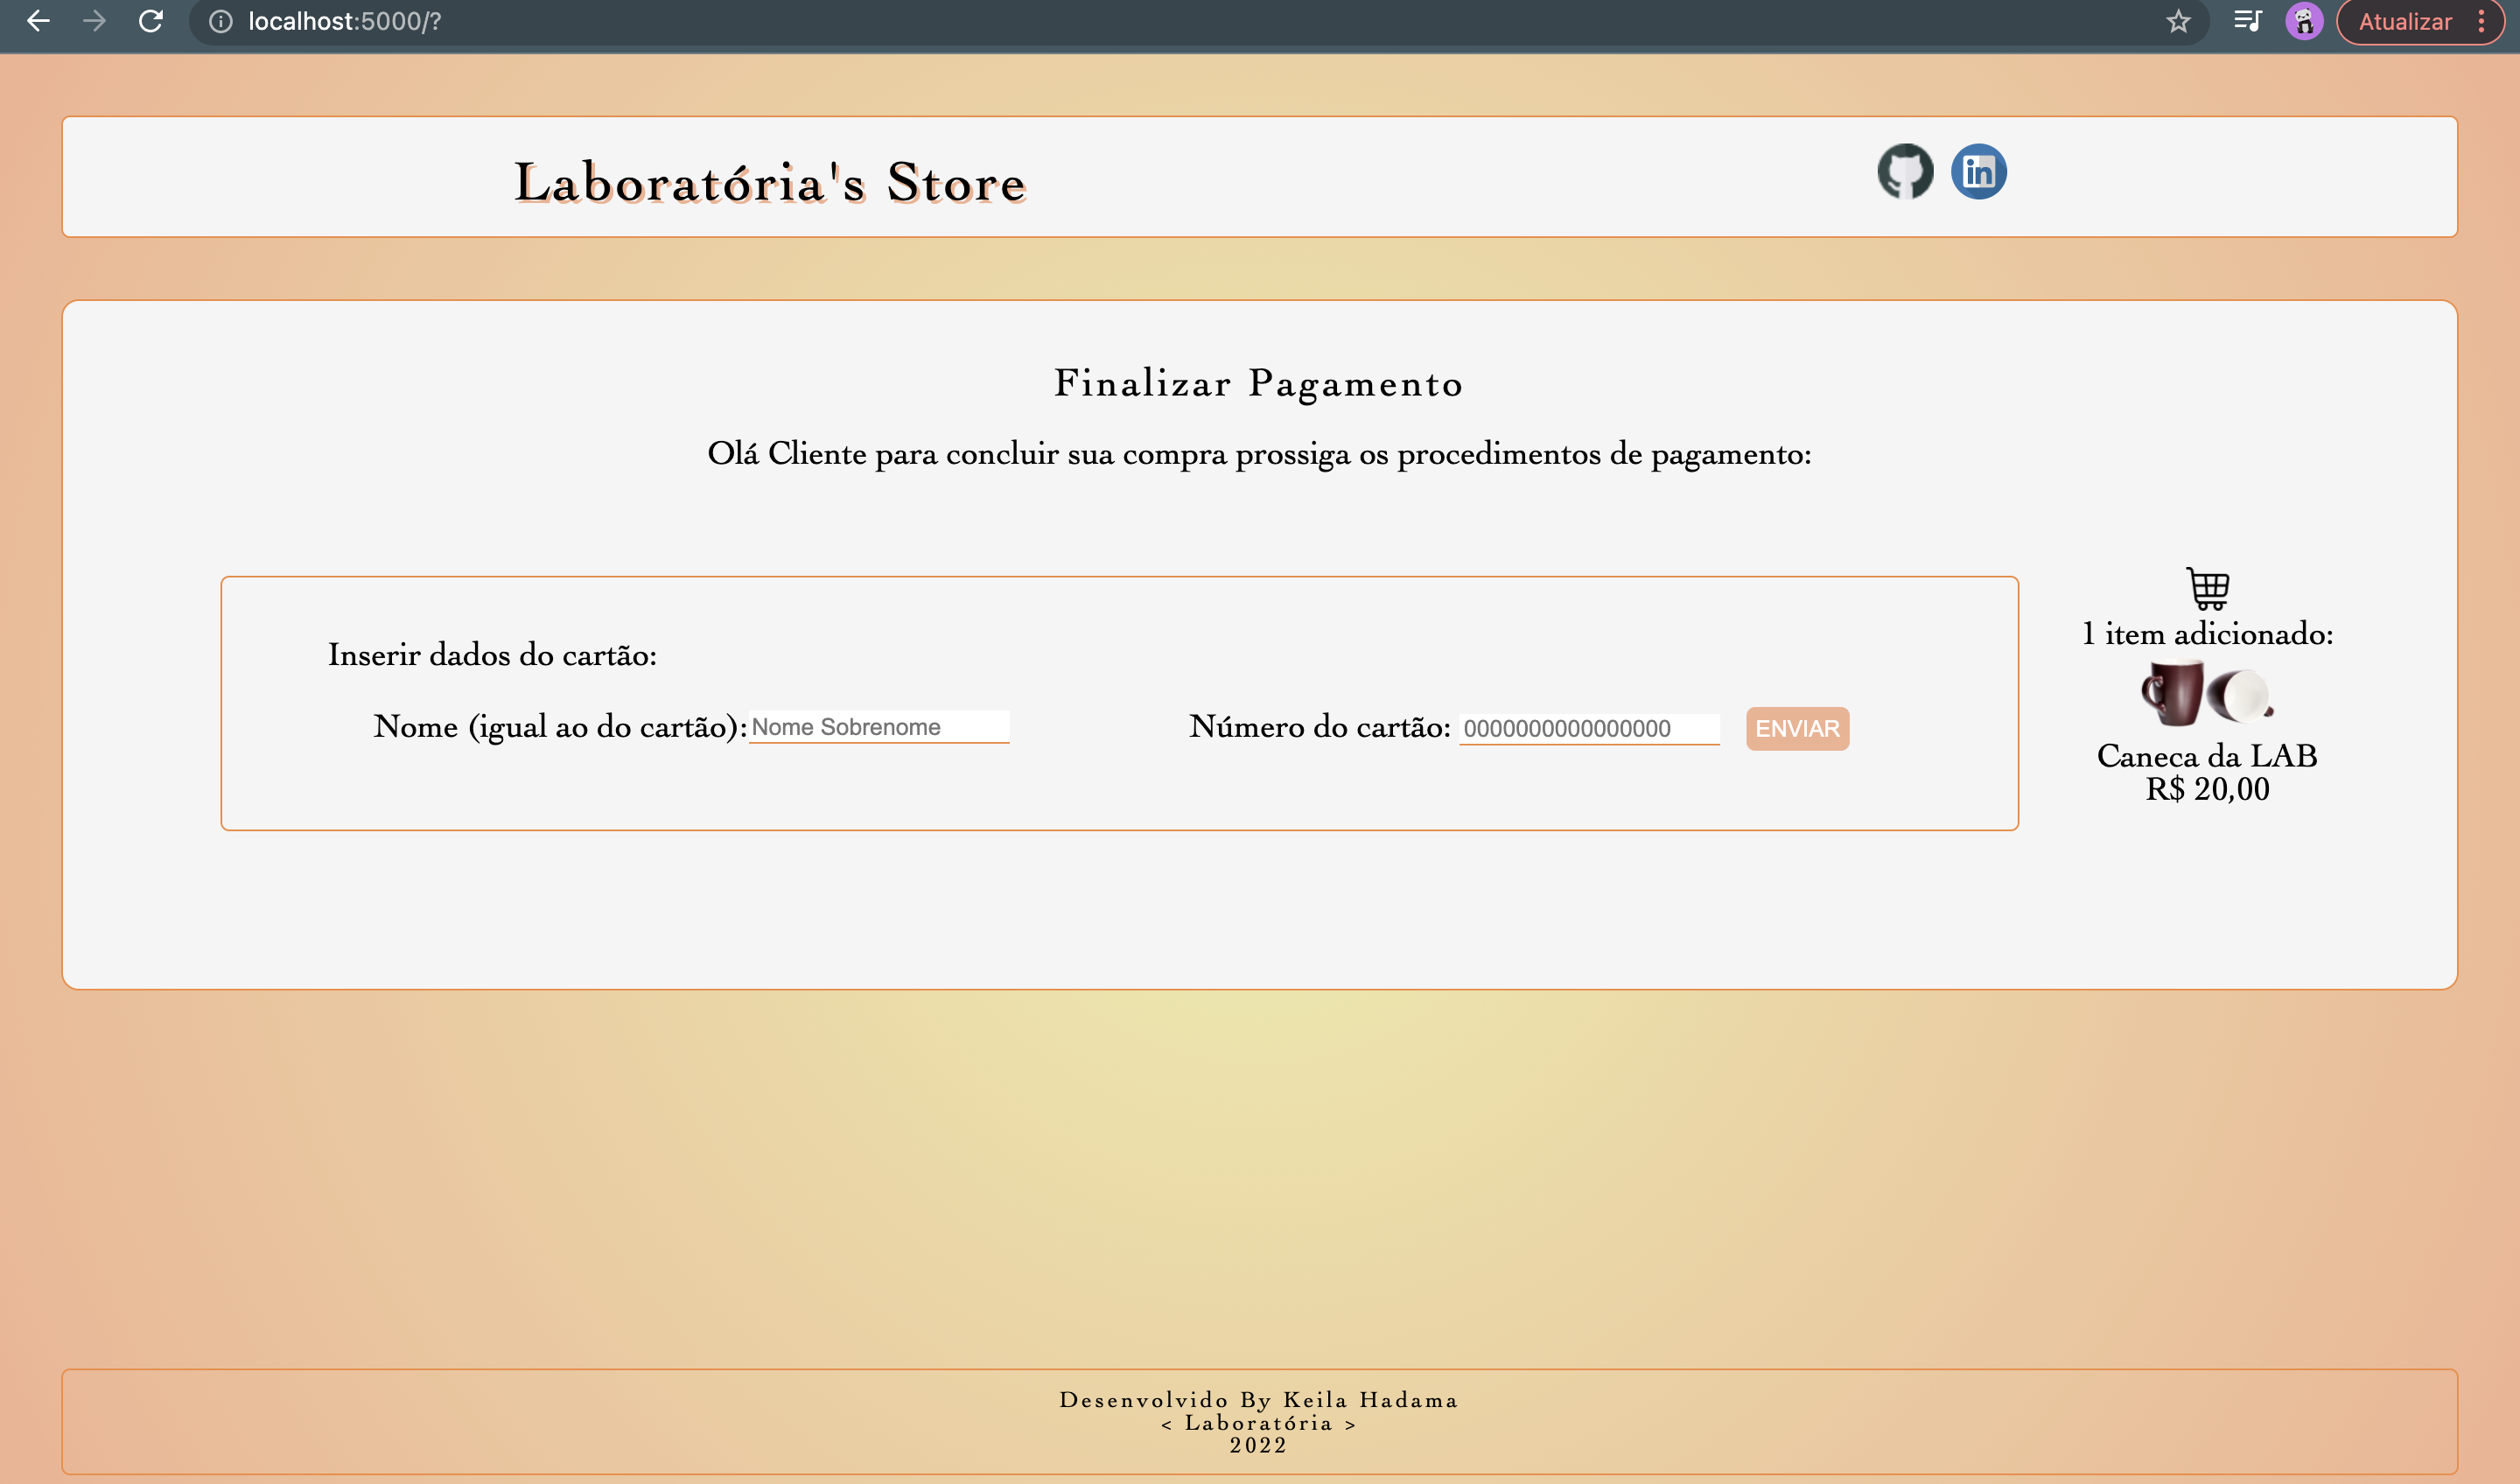 localhost:5000/?
Atualizar
Laboratória's Store
Finalizar Pagamento
Olá Cliente para concluir sua compra prossiga os procedimentos de pagamento:
Inserir dados do cartão:
Nome (igual ao do cartão): Nome Sobrenome Número do cartão: 0000000000000000 ENVIAR
1 item adicionado:
Caneca da LAB
R$ 20,00
Desenvolvido By Keila Hadama
< Laboratória >
2022